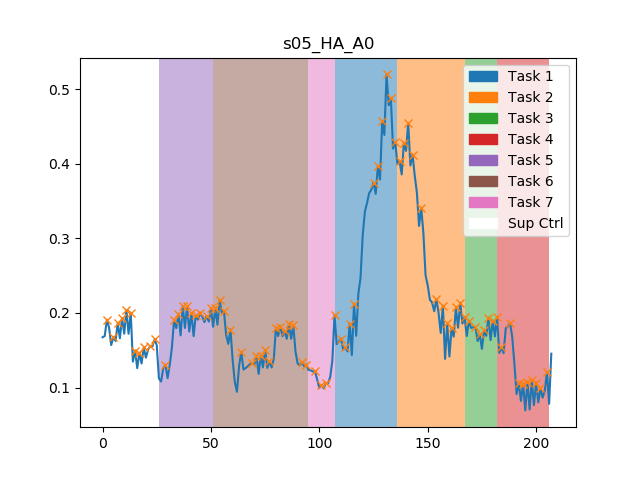 s05_HA_A0
0.5
0.4
0.3
0.2
0.1
0 50 100 150 200
Task 1
Task 2
Task 3
Task 4
Task 5
Task 6
Task 7
Sup Ctrl